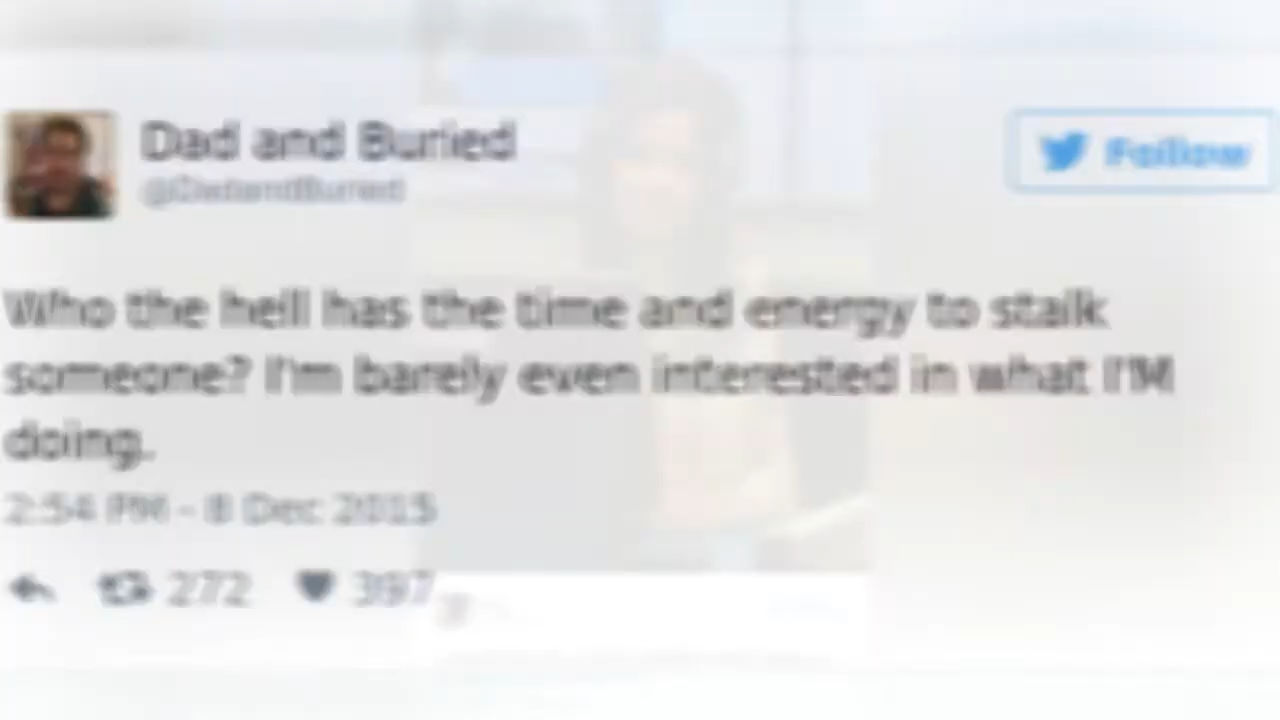 Dad and Buried
@DadandBuried
Follow
Who the hell has the time and energy to stalk
someone? I'm barely even interested in what I'M
doing.
2:54 PM - 8 Dec 2015
272 397